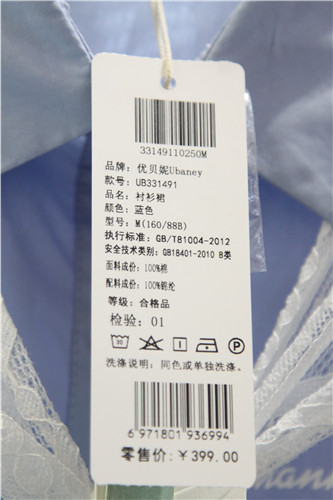 33149110250M
品牌：优贝妮Ubaney
款号：UB331491
品名：衬衫裙
颜色：蓝色
型号：M(160/88B)
执行标准：GB/T81004-2012
安全技术类别：GB18401-2010 B类
面料成份：100%棉
配料成份：100%锦纶
等级：合格品
检验：01
30
P
洗涤说明：同色或单独洗涤。
6 971801 936994
零售价：￥399.00